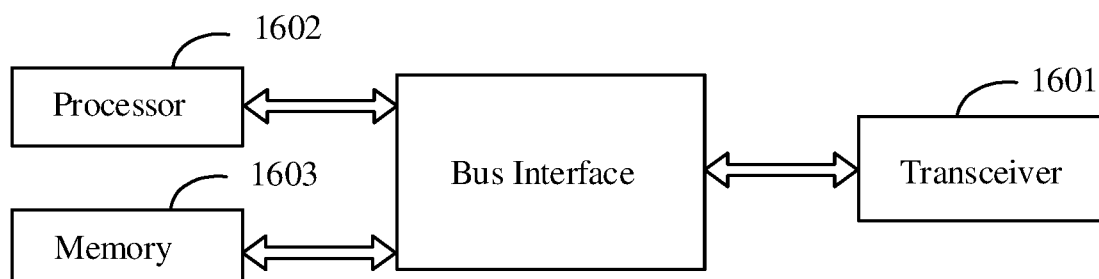 1602
Processor
1603
Memory
Bus Interface
1601
Transceiver